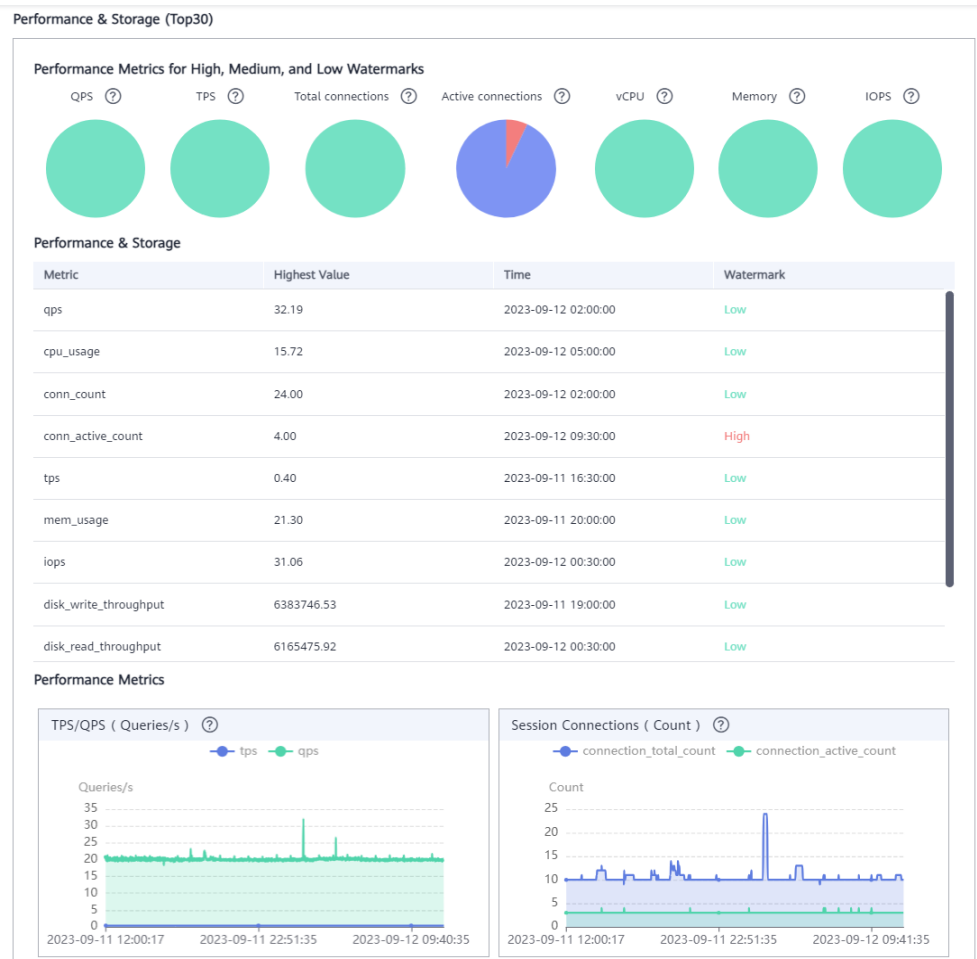 Performance & Storage (Top30)
Performance Metrics for High, Medium, and Low Watermarks
QPS ? TPS ? Total connections ? Active connections ? vCPU ? Memory ? IOPS ?
Performance & Storage
Metric Highest Value Time Watermark
qps 32.19 2023-09-12 02:00:00 Low
cpu_usage 15.72 2023-09-12 05:00:00 Low
conn_count 24.00 2023-09-12 02:00:00 Low
conn_active_count 4.00 2023-09-12 09:30:00 High
tps 0.40 2023-09-11 16:30:00 Low
mem_usage 21.30 2023-09-11 20:00:00 Low
iops 31.06 2023-09-12 00:30:00 Low
disk_write_throughput 6383746.53 2023-09-11 19:00:00 Low
disk_read_throughput 6165475.92 2023-09-12 00:30:00 Low
Performance Metrics
TPS/QPS ( Queries/s ) ?
tps qps
Queries/s
35
30
25
20
15
10
5
0
2023-09-11 12:00:17 2023-09-11 22:51:35 2023-09-12 09:40:35
Session Connections ( Count ) ?
connection_total_count connection_active_count
Count
25
20
15
10
5
0
2023-09-11 12:00:17 2023-09-11 22:51:35 2023-09-12 09:41:35